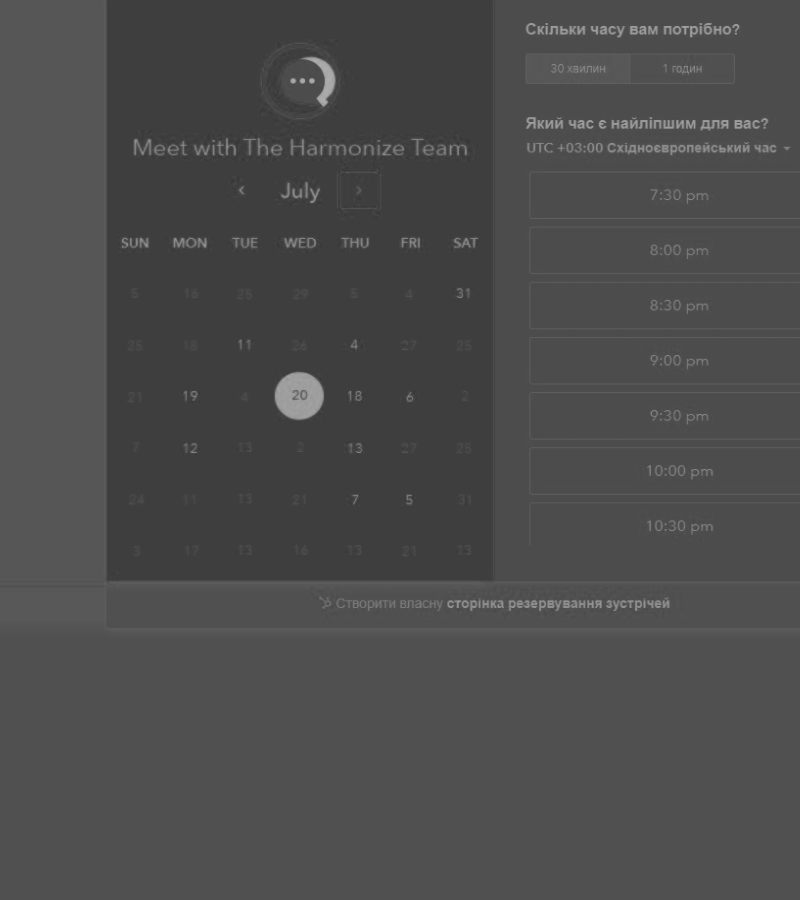 Meet with The Harmonize Team
July
SUN MON TUE WED THU FRI SAT
5 16 25 29 5 4 31
25 18 11 26 4 27 25
21 19 4 20 18 6 2
7 12 13 2 13 27 25
24 11 13 21 7 5 31
3 17 13 16 13 21 13
Скільки часу вам потрібно?
30 хвилин 1 годин
Який час є найліпшим для вас?
UTC +03:00 Східноєвропейський час
7:30 pm
8:00 pm
8:30 pm
9:00 pm
9:30 pm
10:00 pm
10:30 pm
Створити власну сторінка резервування зустрічей